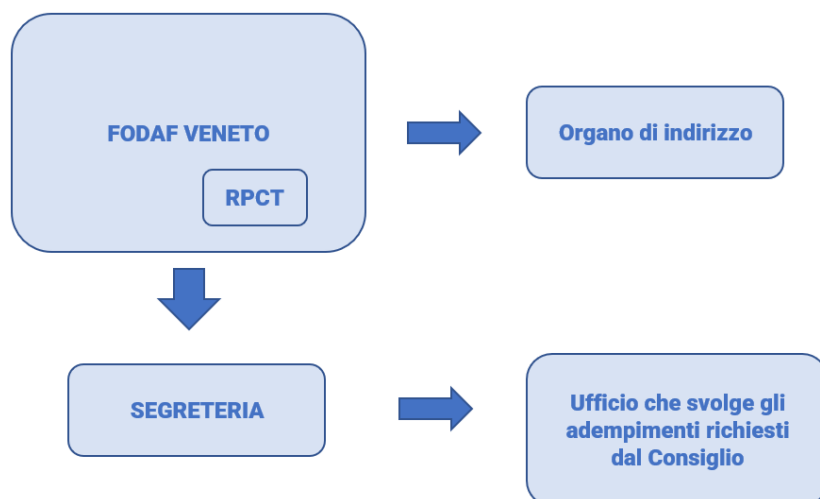 FODAF VENETO
RPCT
Organo di indirizzo
SEGRETERIA
Ufficio che svolge gli
adempimenti richiesti
dal Consiglio